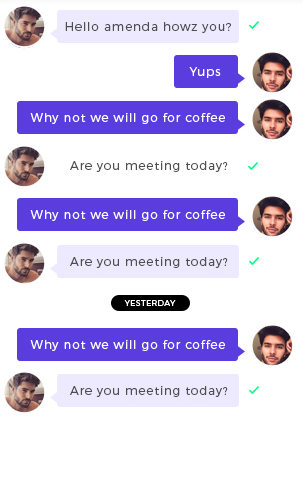 Hello amenda howz you?
Yups
Why not we will go for coffee
Are you meeting today?
Why not we will go for coffee
Are you meeting today?
YESTERDAY
Why not we will go for coffee
Are you meeting today?